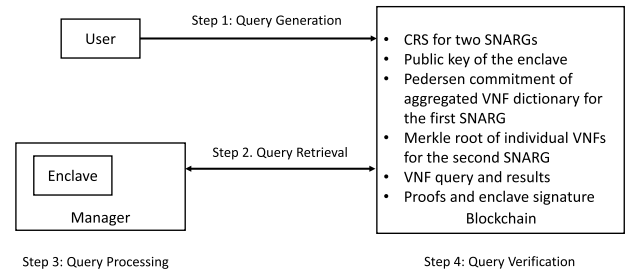 Step 1: Query Generation
User
• CRS for two SNARGs
• Public key of the enclave
• Pedersen commitment of
aggregated VNF dictionary for
the first SNARG
• Merkle root of individual VNFs
for the second SNARG
• VNF query and results
• Proofs and enclave signature
Blockchain
Step 2. Query Retrieval
Enclave
Manager
Step 3: Query Processing
Step 4: Query Verification